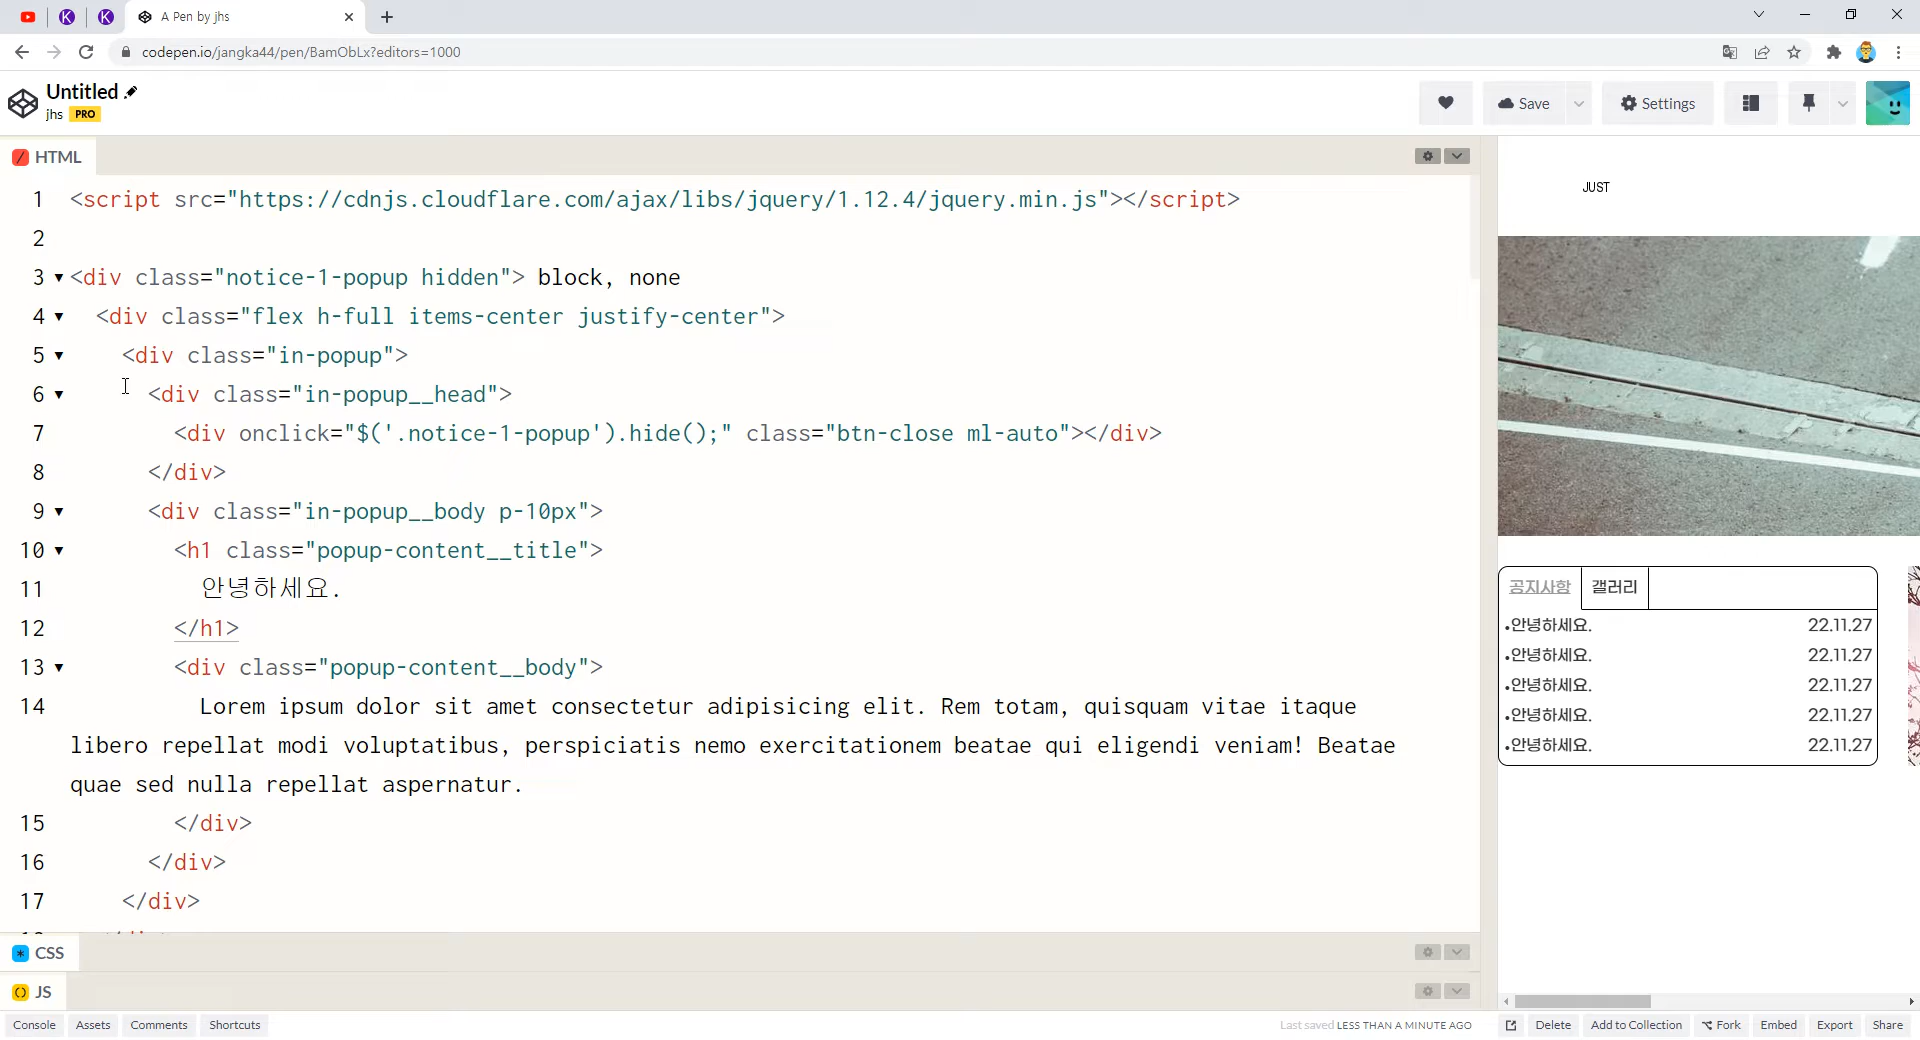 A Pen by jhs
codepen.io/jangka44/pen/BamObLx?editors=1000
Untitled
jhs PRO
Save
Settings
HTML
1 <script src="https://cdnjs.cloudflare.com/ajax/libs/jquery/1.12.4/jquery.min.js"></script>
2
3 <div class="notice-1-popup hidden"> block, none
4 <div class="flex h-full items-center justify-center">
5 <div class="in-popup">
6 <div class="in-popup__head">
7 <div onclick="$('.notice-1-popup').hide();" class="btn-close ml-auto"></div>
8 </div>
9 <div class="in-popup__body p-10px">
10 <h1 class="popup-content__title">
11 안녕하세요.
12 </h1>
13 <div class="popup-content__body">
14 Lorem ipsum dolor sit amet consectetur adipisicing elit. Rem totam, quisquam vitae itaque
libero repellat modi voluptatibus, perspiciatis nemo exercitationem beatae qui eligendi veniam! Beatae
quae sed nulla repellat aspernatur.
15 </div>
16 </div>
17 </div>
CSS
JS
JUST
공지사항 갤러리
•안녕하세요. 22.11.27
•안녕하세요. 22.11.27
•안녕하세요. 22.11.27
•안녕하세요. 22.11.27
•안녕하세요. 22.11.27
Console Assets Comments Shortcuts
Last saved LESS THAN A MINUTE AGO
Delete Add to Collection Fork Embed Export Share